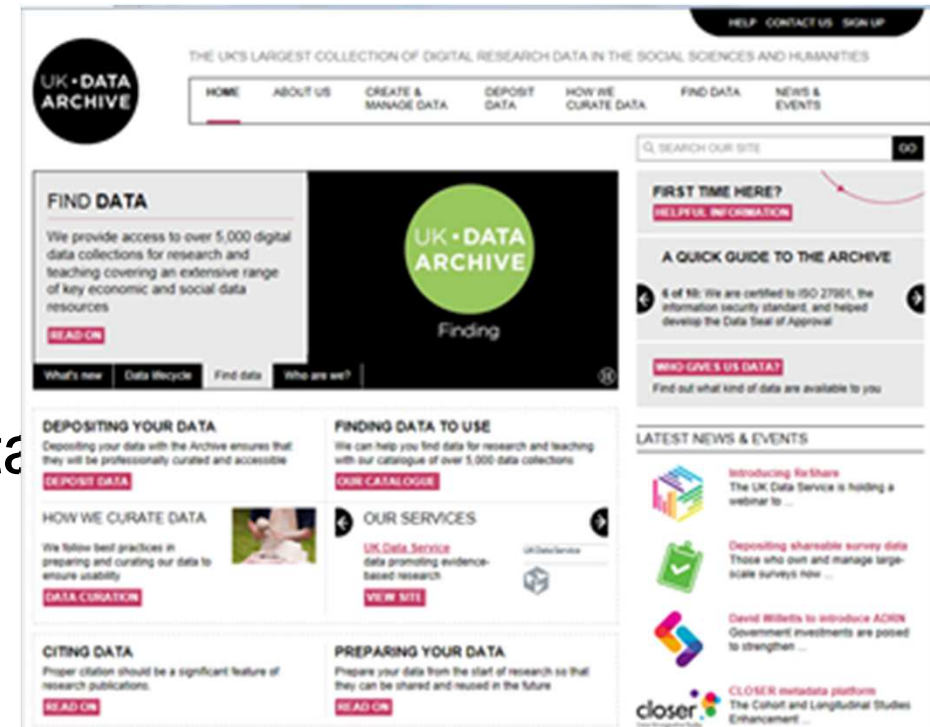 HELP CONTACT US SIGN UP
UK·DATA
ARCHIVE
THE UK'S LARGEST COLLECTION OF DIGITAL RESEARCH DATA IN THE SOCIAL SCIENCES AND HUMANITIES
HOME ABOUT US CREATE & MANAGE DATA DEPOSIT DATA HOW WE CURATE DATA FIND DATA NEWS & EVENTS
SEARCH OUR SITE GO
FIND DATA
We provide access to over 5,000 digital
data collections for research and
teaching covering an extensive range
of key economic and social data
resources
READ ON
UK·DATA
ARCHIVE
Finding
What's new Data lifecycle Find data Who are we?
FIRST TIME HERE?
HELPFUL INFORMATION
A QUICK GUIDE TO THE ARCHIVE
6 of 10: We are certified to ISO 27001, the
information security standard, and helped
develop the Data Seal of Approval
WHO GIVES US DATA?
Find out what kind of data are available to you
ta
DEPOSITING YOUR DATA
Depositing your data with the Archive ensures that
they will be professionally curated and accessible
DEPOSIT DATA
FINDING DATA TO USE
We can help you find data for research and teaching
with our catalogue of over 5,000 data collections
OUR CATALOGUE
HOW WE CURATE DATA
We follow best practices in
preparing and curating our data to
ensure usability
DATA CURATION
OUR SERVICES
UK Data Service
data promoting evidence-
based research
VIEW SITE
UK Data Service
CITING DATA
Proper citation should be a significant feature of
research publications.
READ ON
PREPARING YOUR DATA
Prepare your data from the start of research so that
they can be shared and reused in the future
READ ON
LATEST NEWS & EVENTS
Introducing ReShare
The UK Data Service is holding a
webinar to ...
Depositing shareable survey data
Those who own and manage large-
scale surveys now ...
David Willetts to introduce ADRN
Government investments are poised
to strengthen ...
closer
CLOSER metadata platform
The Cohort and Longitudinal Studies
Enhancement ...